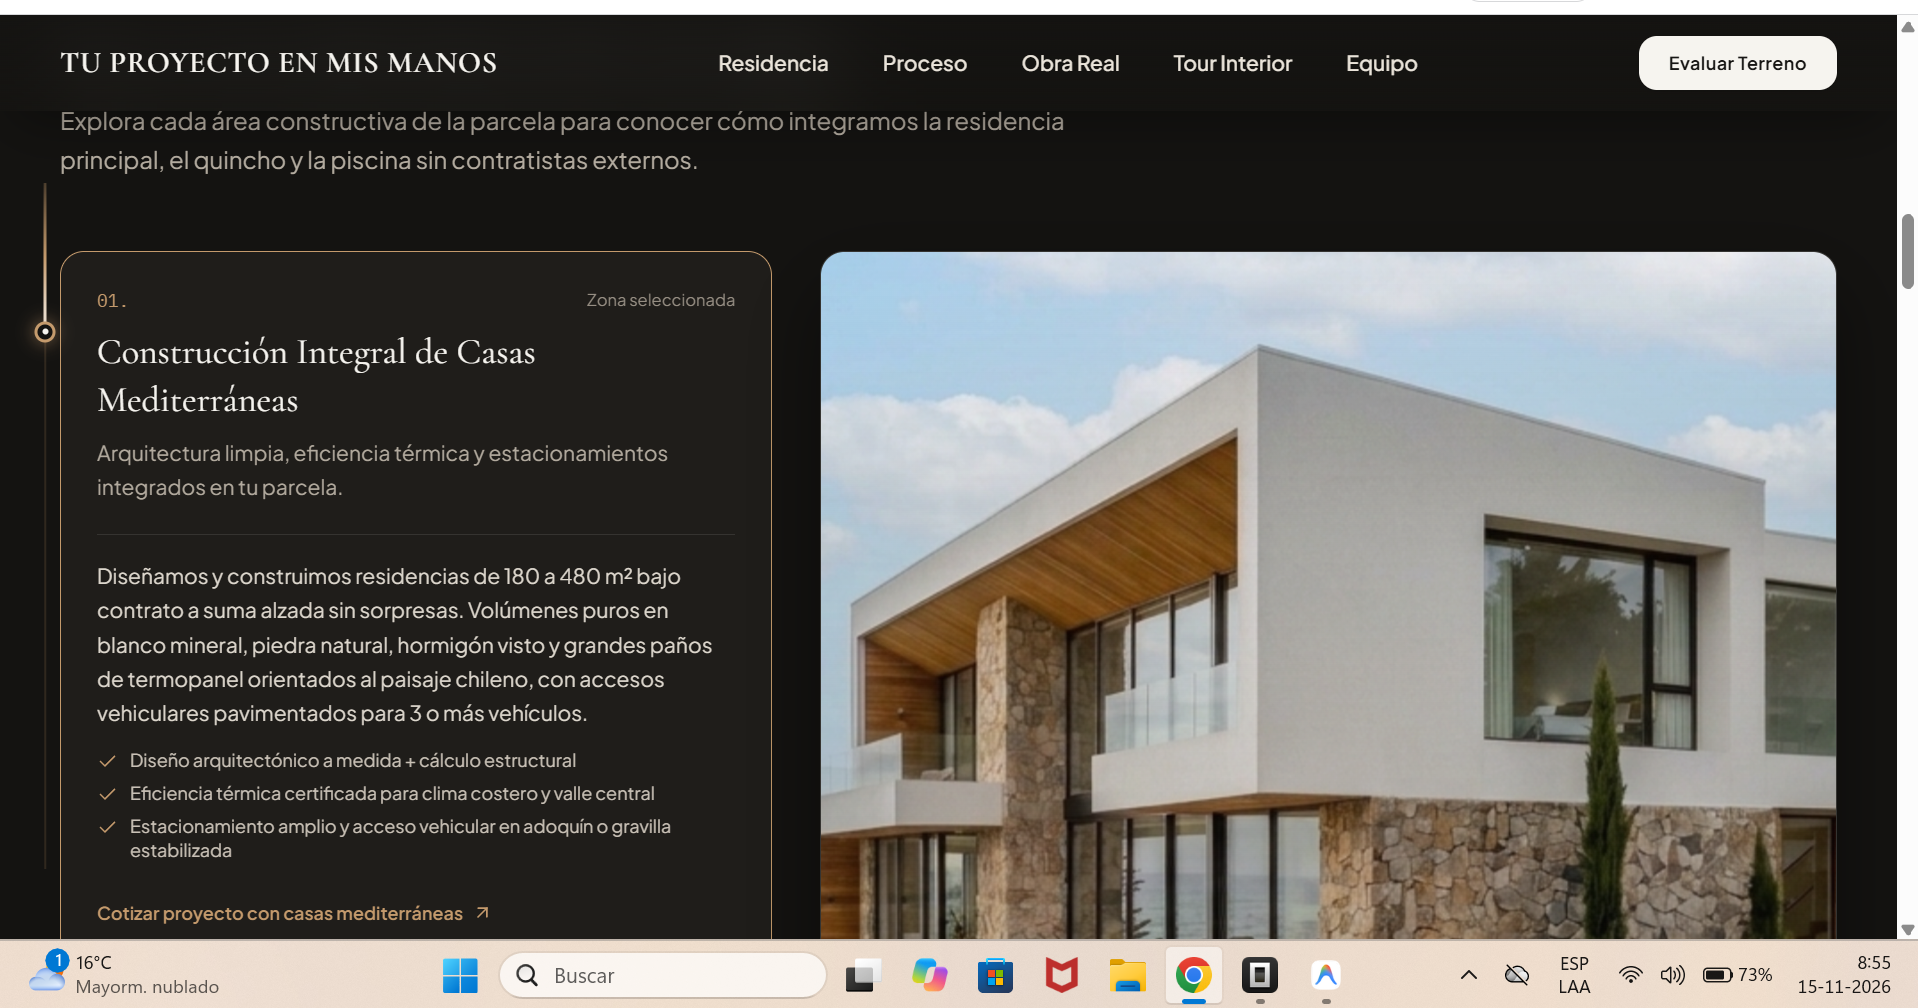 TU PROYECTO EN MIS MANOS
Residencia
Proceso
Obra Real
Tour Interior
Equipo
Evaluar Terreno
Explora cada área constructiva de la parcela para conocer cómo integramos la residencia
principal, el quincho y la piscina sin contratistas externos.
01.
Zona seleccionada
Construcción Integral de Casas
Mediterráneas
Arquitectura limpia, eficiencia térmica y estacionamientos
integrados en tu parcela.
Diseñamos y construimos residencias de 180 a 480 m² bajo
contrato a suma alzada sin sorpresas. Volúmenes puros en
blanco mineral, piedra natural, hormigón visto y grandes paños
de termopanel orientados al paisaje chileno, con accesos
vehiculares pavimentados para 3 o más vehículos.
Diseño arquitectónico a medida + cálculo estructural
Eficiencia térmica certificada para clima costero y valle central
Estacionamiento amplio y acceso vehicular en adoquín o gravilla
estabilizada
Cotizar proyecto con casas mediterráneas
1
16°C
Mayorm. nublado
Buscar
ESP
LAA
73%
8:55
15-11-2026